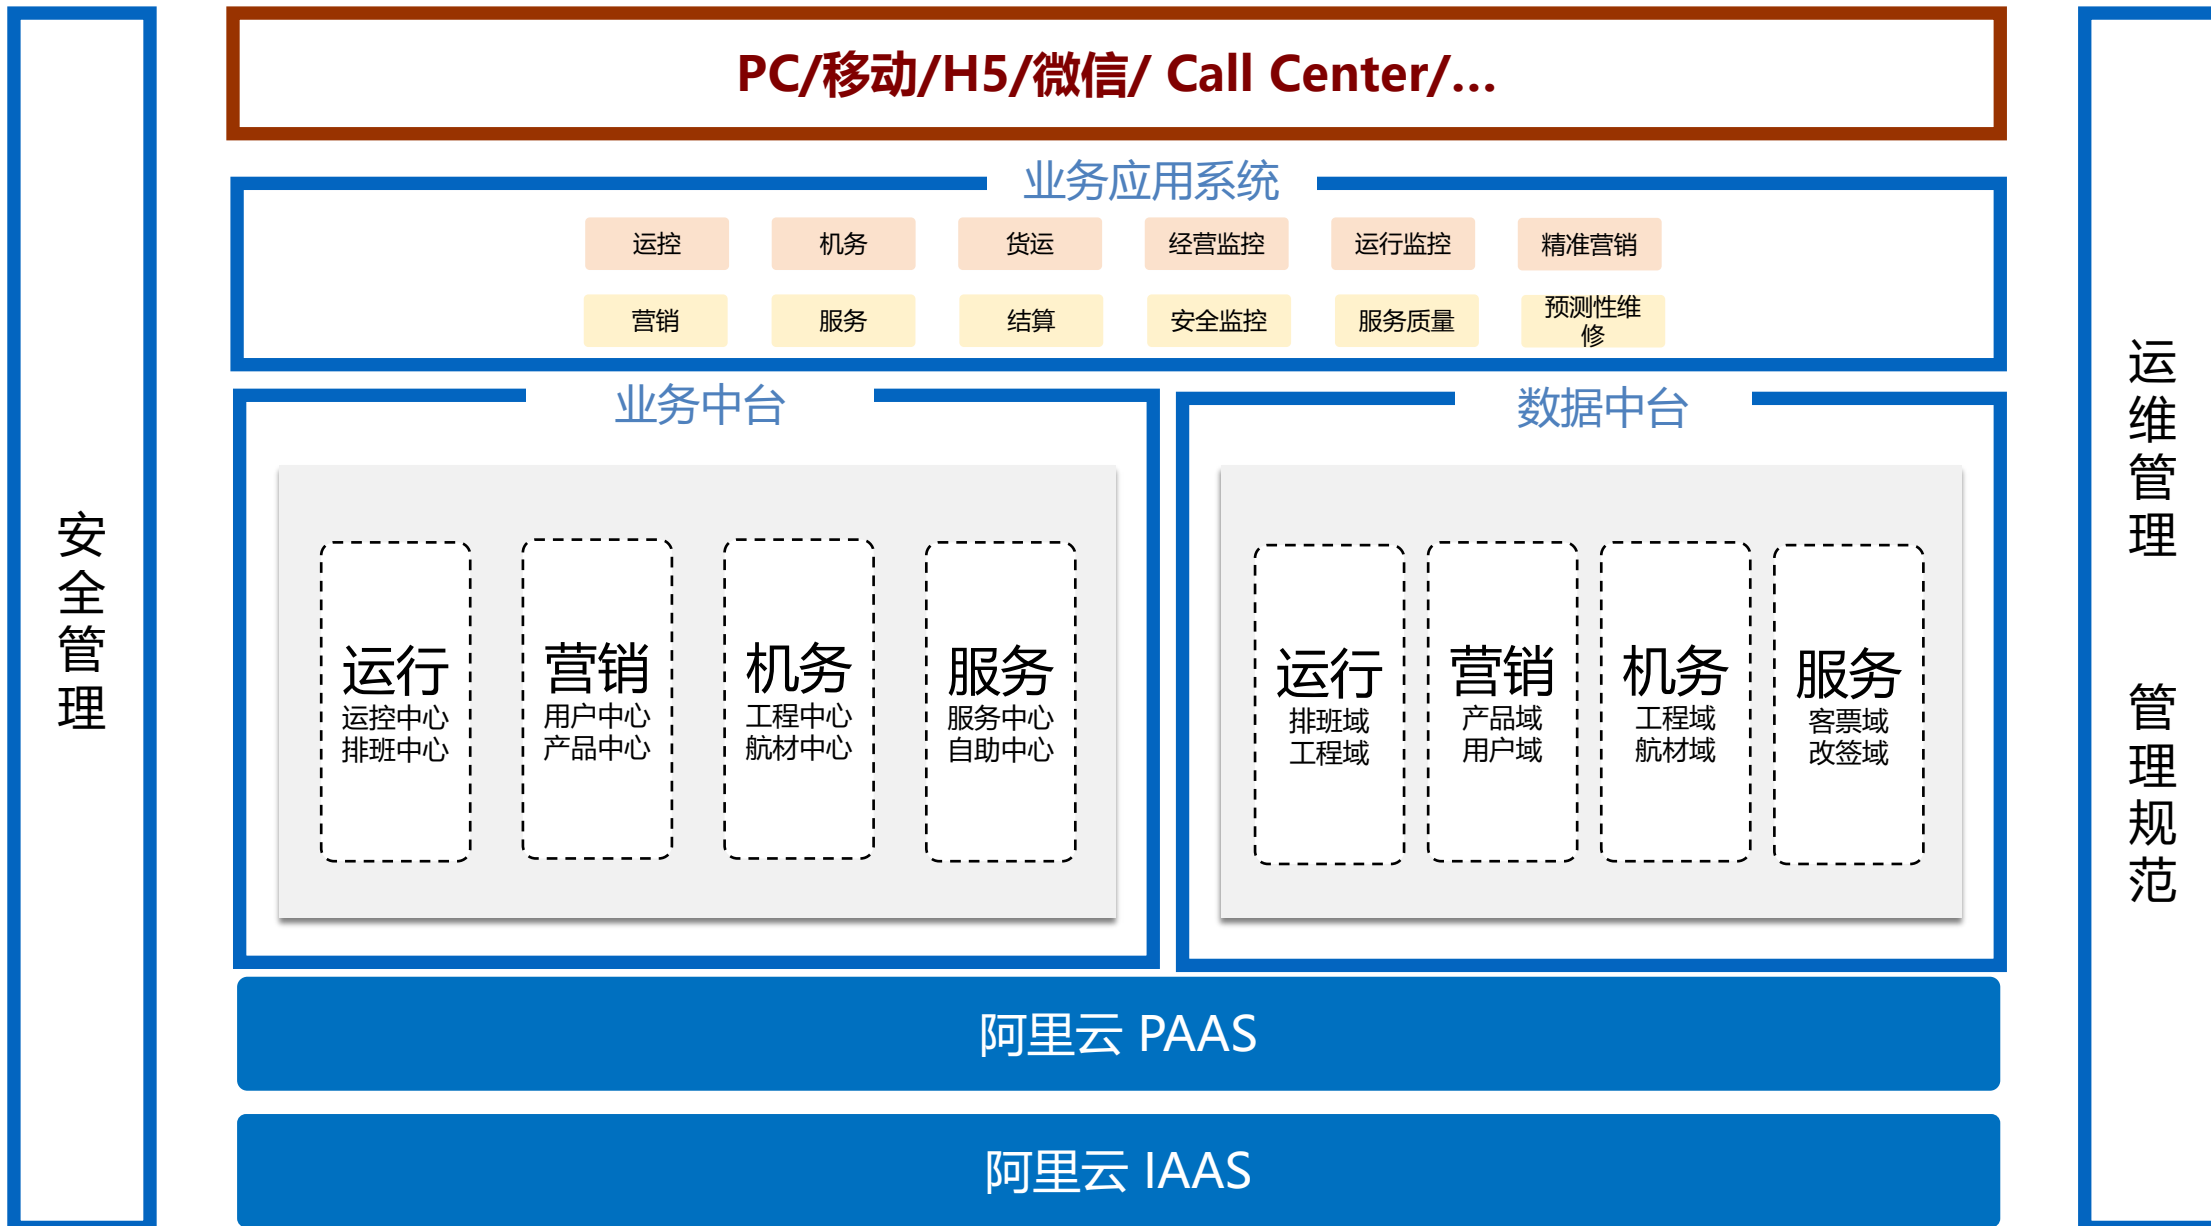 PC/移动/H5/微信/ Call Center/...
业务应用系统
运控
机务
货运
经营监控
运行监控
精准营销
营销
服务
结算
安全监控
服务质量
预测性维
修
业务中台
运行
运控中心
排班中心
营销
用户中心
产品中心
机务
工程中心
航材中心
服务
服务中心
自助中心
数据中台
运行
排班域
工程域
营销
产品域
用户域
机务
工程域
航材域
服务
客票域
改签域
阿里云 PAAS
阿里云 IAAS
安全管理
运维管理
管理规范